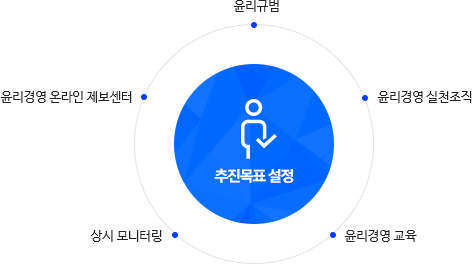 윤리규범
윤리경영 온라인 제보센터
윤리경영 실천조직
추진목표 설정
상시 모니터링
윤리경영 교육